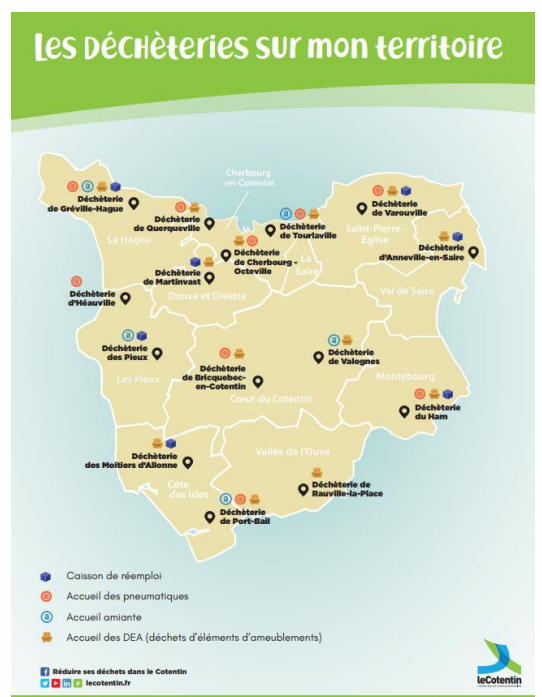 Les Déchèteries sur mon territoire
Cherbourg-
en-Cotentin
Déchèterie
de Gréville-Hague
Déchèterie
de Querqueville
Déchèterie
de Tourlaville
Déchèterie
de Varouville
Saint-Pierre-
Eglise
Déchèterie
d'Anneville-en-Saire
La Hague
Déchèterie
de Cherbourg -
Octeville
La
Saire
Déchèterie
de Martinvast
Douve et Divette
Val de Saire
Déchèterie
d'Héauville
Déchèterie
des Pieux
Les Pieux
Déchèterie
de Bricquebec-
en-Cotentin
Déchèterie
de Valognes
Cœur du Cotentin
Montebourg
Déchèterie
du Ham
Déchèterie
des Moitiers d'Allonne
Vallée de l'Ouve
Côte
des Isles
Déchèterie de
Rauville-la-Place
Déchèterie
de Port-Bail
Caisson de réemploi
Accueil des pneumatiques
Accueil amiante
Accueil des DEA (déchets d'éléments d'ameublements)
Réduire ses déchets dans le Cotentin
lecotentin.fr
leCotentin